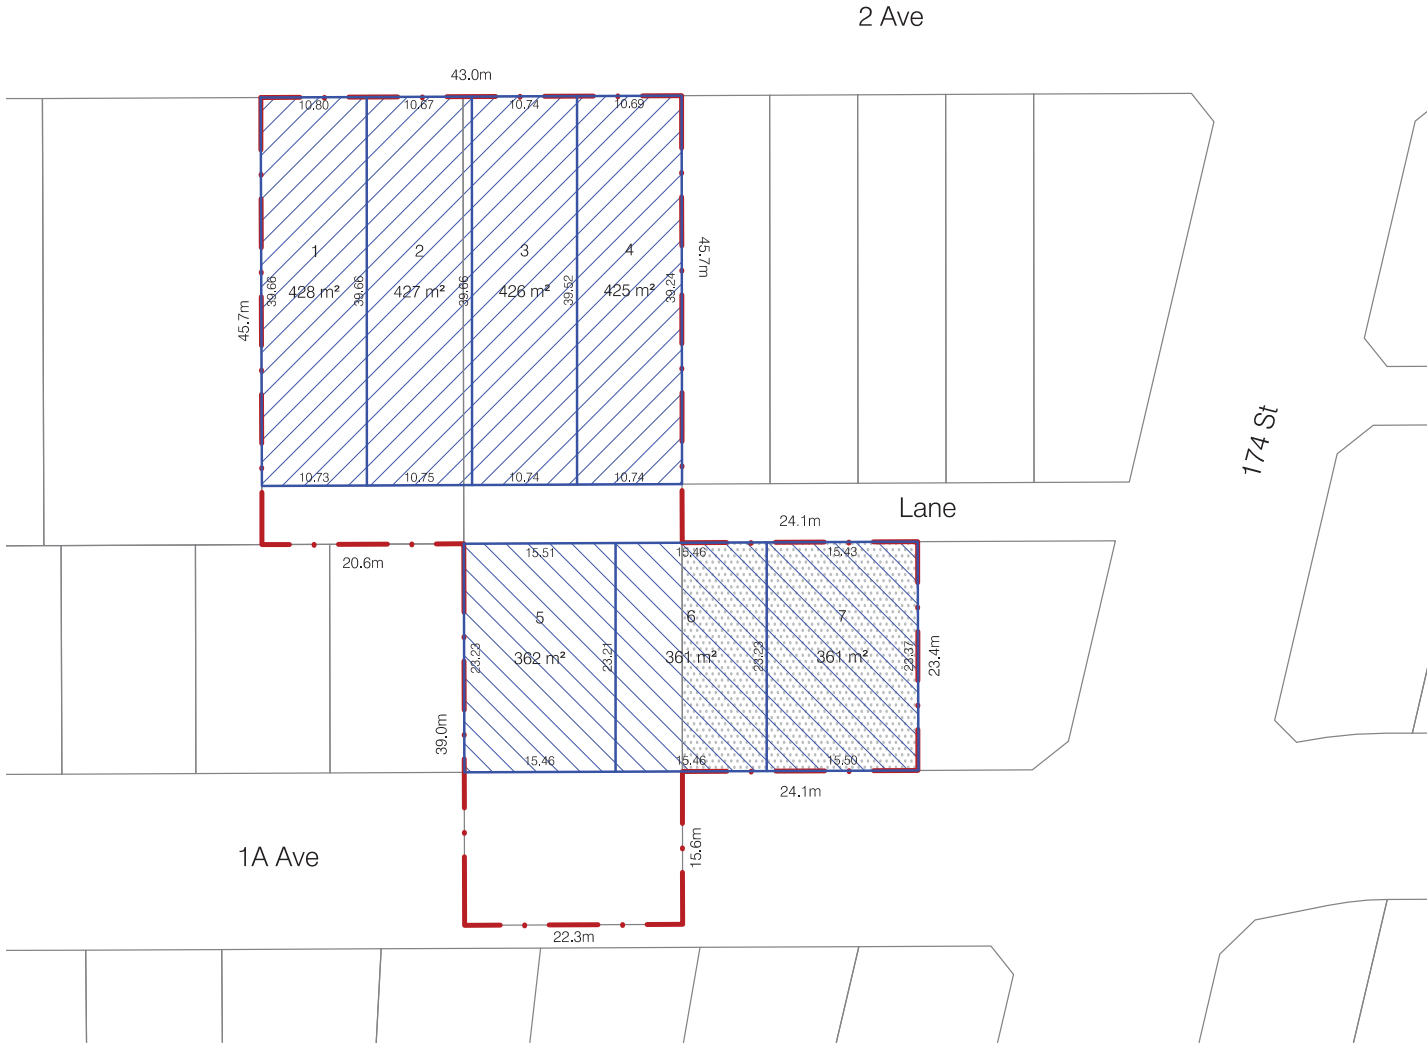 2 Ave
43.0m
10.80
10.67
10.74
10.69
1
2
3
4
45.7m
39.66
428 m²
39.66
427 m²
39.66
426 m²
39.52
425 m²
39.24
45.7m
10.73
10.75
10.74
10.74
174 St
Lane
24.1m
20.6m
15.51
15.46
15.43
5
6
7
23.23
362 m²
23.21
361 m²
23.23
361 m²
23.37
23.4m
39.0m
15.46
15.46
15.50
24.1m
1A Ave
15.6m
22.3m